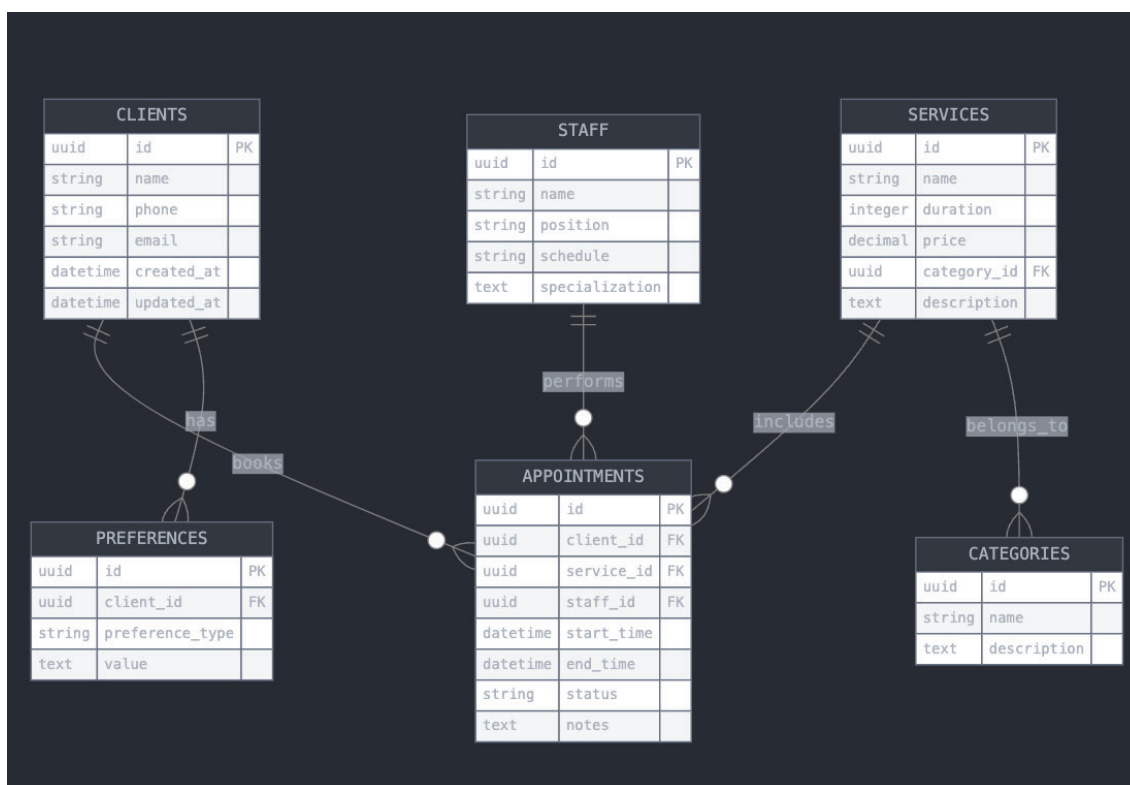 CLIENTS
uuid id PK
string name
string phone
string email
datetime created_at
datetime updated_at
STAFF
uuid id PK
string name
string position
string schedule
text specialization
SERVICES
uuid id PK
string name
integer duration
decimal price
uuid category_id FK
text description
performs
has
includes
belongs_to
books
PREFERENCES
uuid id PK
uuid client_id FK
string preference_type
text value
APPOINTMENTS
uuid id PK
uuid client_id FK
uuid service_id FK
uuid staff_id FK
datetime start_time
datetime end_time
string status
text notes
CATEGORIES
uuid id PK
string name
text description